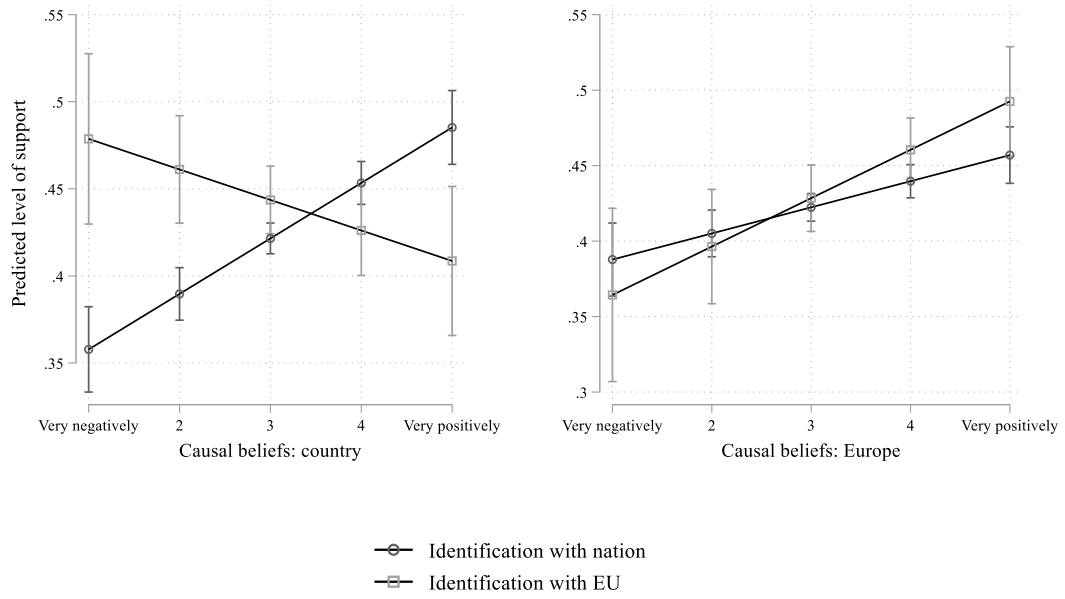 .55
.5
.45
.4
.35
Predicted level of support
Very negatively 2 3 4 Very positively
Causal beliefs: country
.55
.5
.45
.4
.35
.3
Very negatively 2 3 4 Very positively
Causal beliefs: Europe
Identification with nation
Identification with EU